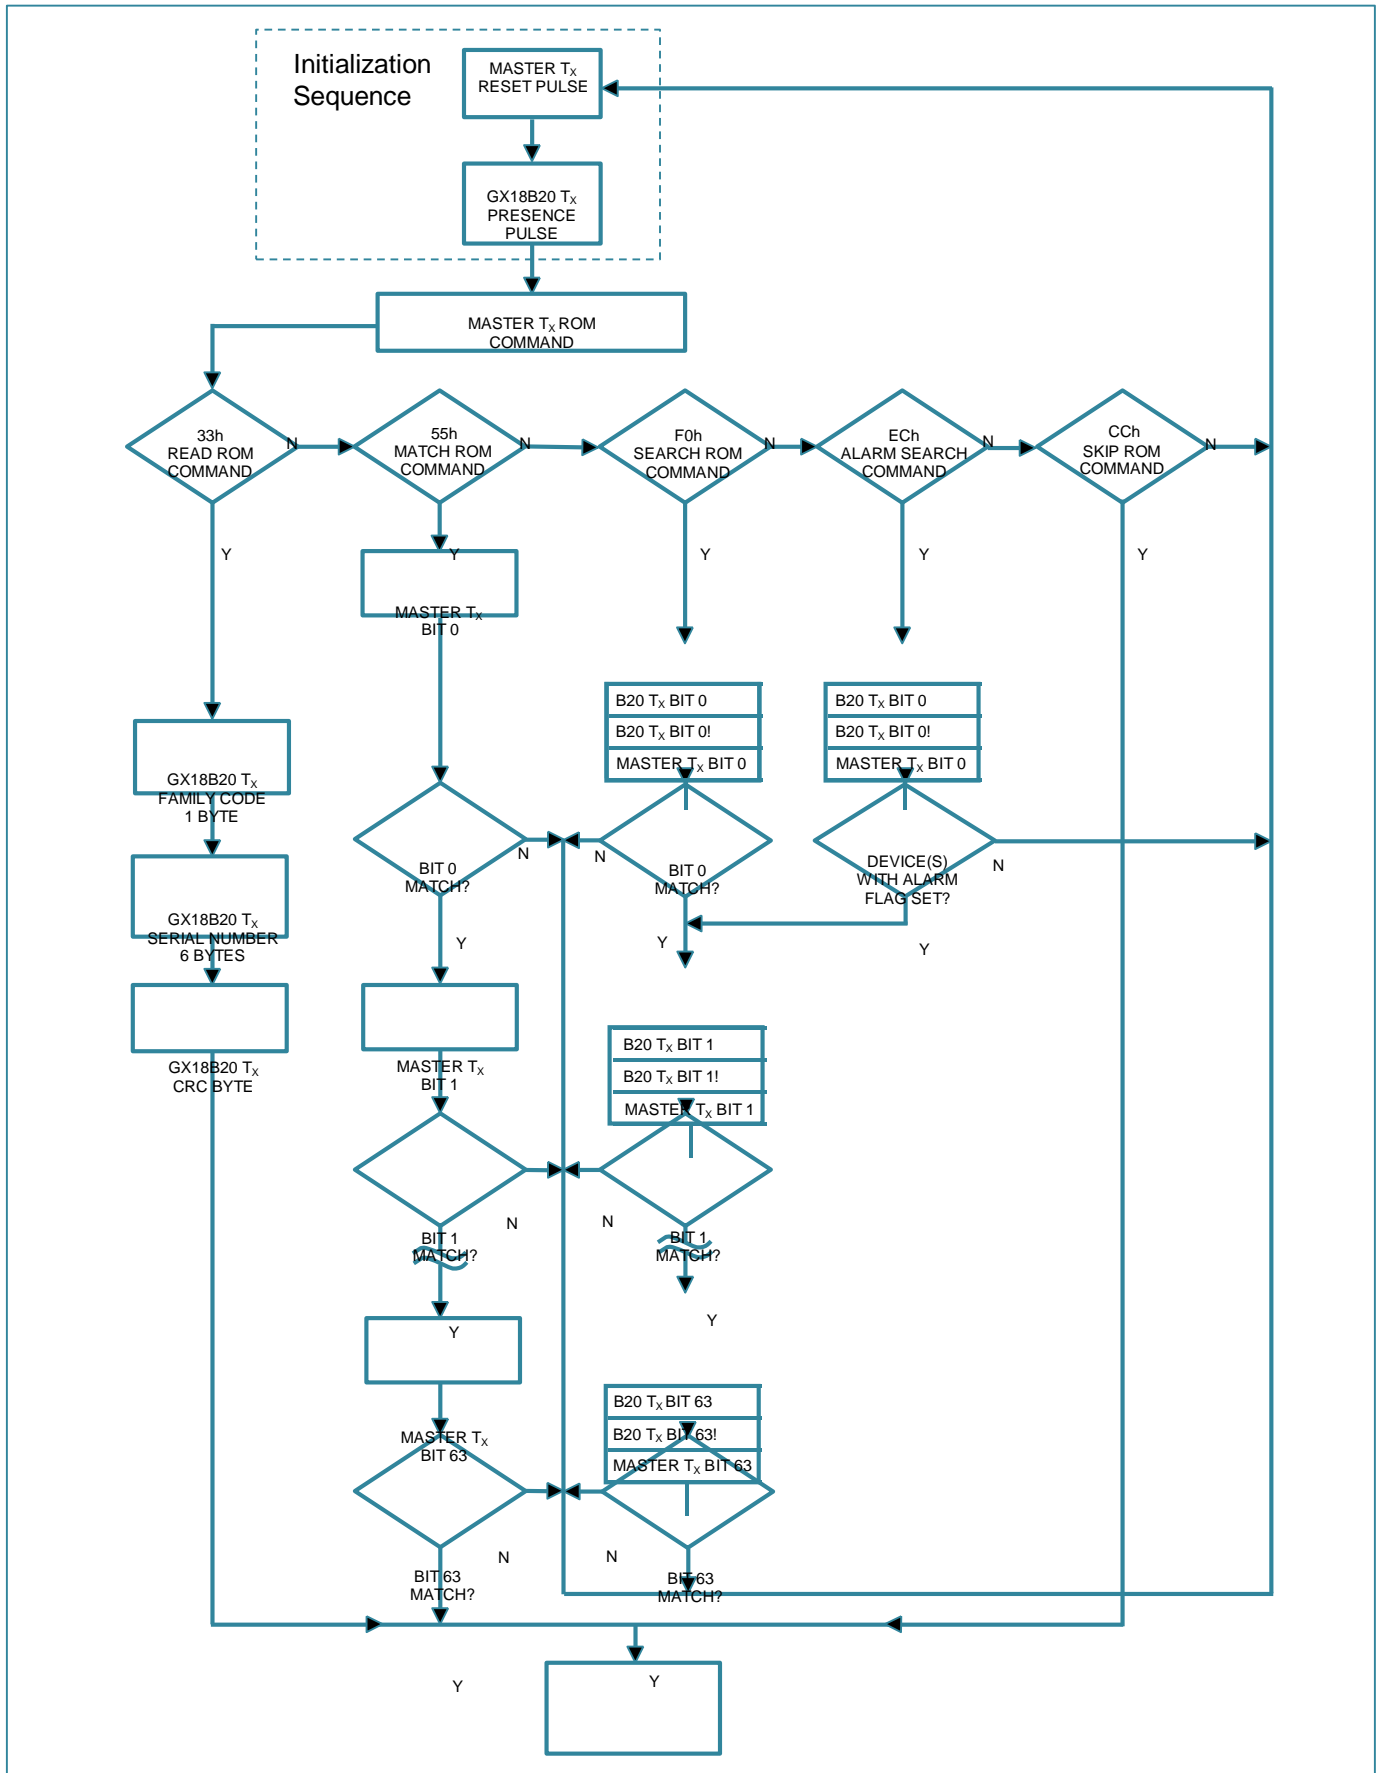 Initialization
Sequence
MASTER TX
RESET PULSE
GX18B20 TX
PRESENCE
PULSE
MASTER TX ROM
COMMAND
33h
READ ROM
COMMAND
N
55h
MATCH ROM
COMMAND
N
F0h
SEARCH ROM
COMMAND
N
ECh
ALARM SEARCH
COMMAND
N
CCh
SKIP ROM
COMMAND
N
Y
Y
Y
Y
Y
MASTER TX
BIT 0
B20 TX BIT 0
B20 TX BIT 0!
MASTER TX BIT 0
B20 TX BIT 0
B20 TX BIT 0!
MASTER TX BIT 0
GX18B20 TX
FAMILY CODE
1 BYTE
BIT 0
MATCH?
N
N
BIT 0
MATCH?
DEVICE(S)
WITH ALARM
FLAG SET?
N
GX18B20 TX
SERIAL NUMBER
6 BYTES
Y
Y
Y
GX18B20 TX
CRC BYTE
MASTER TX
BIT 1
B20 TX BIT 1
B20 TX BIT 1!
MASTER TX BIT 1
N
N
BIT 1
MATCH?
BIT 1
MATCH?
Y
Y
MASTER TX
BIT 63
B20 TX BIT 63
B20 TX BIT 63!
MASTER TX BIT 63
N
N
BIT 63
MATCH?
BIT 63
MATCH?
Y
Y